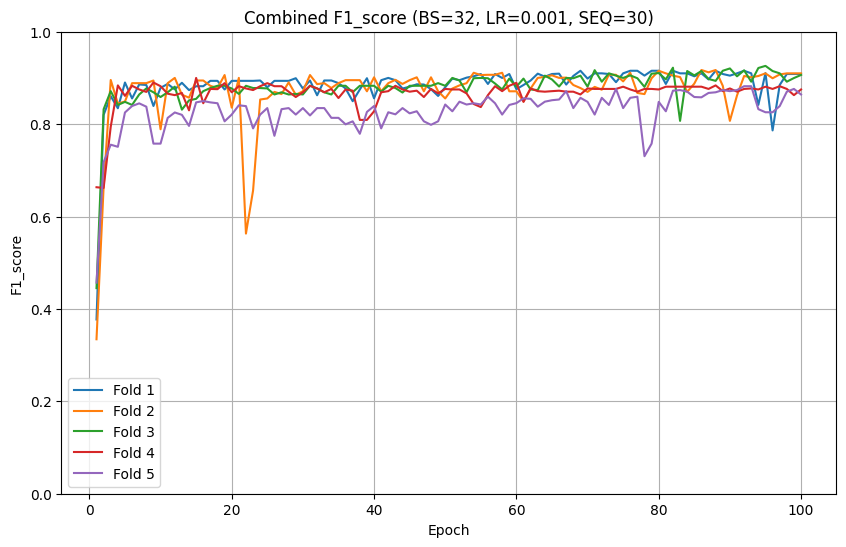 Combined F1_score (BS=32, LR=0.001, SEQ=30)
1.0
0.8
0.6
0.4
0.2
0.0
F1_score
Fold 1
Fold 2
Fold 3
Fold 4
Fold 5
0 20 40 60 80 100
Epoch